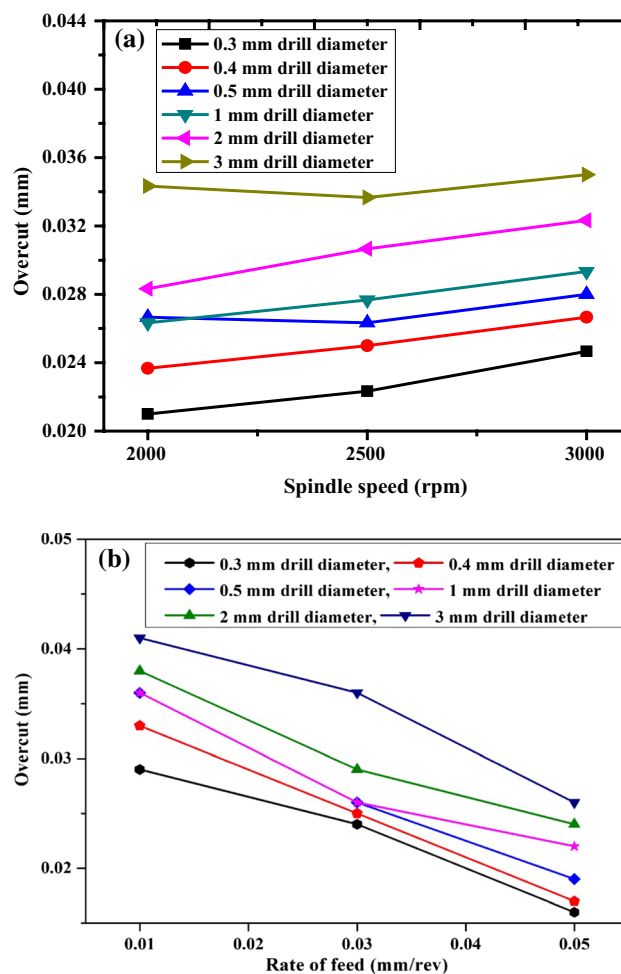 (a)
0.3 mm drill diameter
0.4 mm drill diameter
0.5 mm drill diameter
1 mm drill diameter
2 mm drill diameter
3 mm drill diameter
0.044
0.040
0.036
0.032
0.028
0.024
0.020
Overcut (mm)
2000 2500 3000
Spindle speed (rpm)
(b)
0.3 mm drill diameter, 0.4 mm drill diameter
0.5 mm drill diameter, 1 mm drill diameter
2 mm drill diameter, 3 mm drill diameter
0.05
0.04
0.03
0.02
Overcut (mm)
0.01 0.02 0.03 0.04 0.05
Rate of feed (mm/rev)